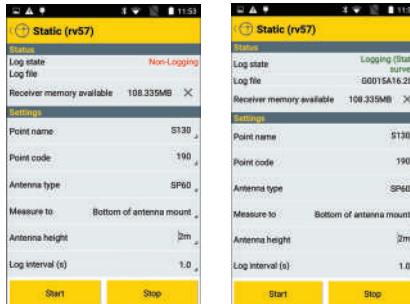 11:53
Static (rv57)
Status
Log state Non-Logging
Log file
Receiver memory available 108.335MB ×
Settings
Point name S130
Point code 190
Antenna type SP60
Measure to Bottom of antenna mount
Antenna height 2m
Log interval (s) 1.0
Start Stop
Static (rv57)
Status
Log state Logging (Stat
surve
Log file G0015A16.2
Receiver memory available 108.335MB ×
Settings
Point name S130
Point code 190
Antenna type SP60
Measure to Bottom of antenna mount
Antenna height 2m
Log interval (s) 1.0
Start Stop